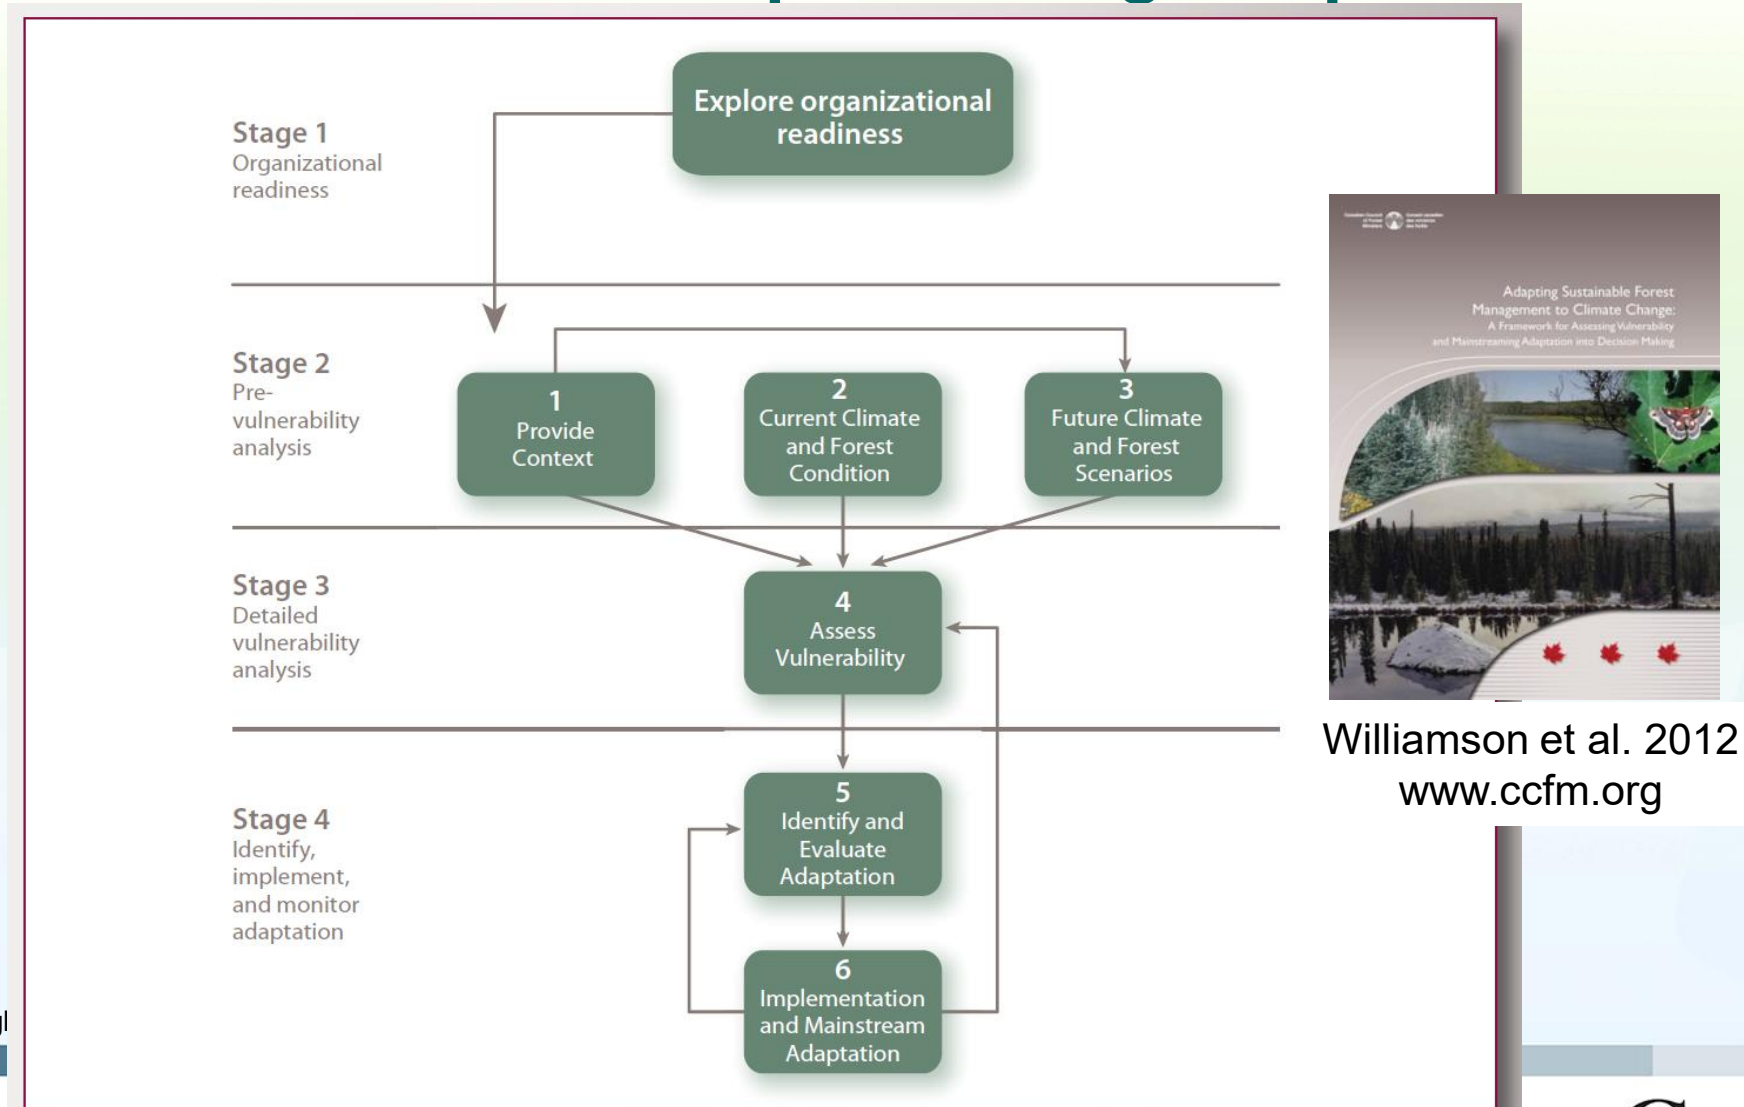 Explore organizational
readiness
Stage 1
Organizational
readiness
Stage 2
Pre-
vulnerability
analysis
1
Provide
Context
2
Current Climate
and Forest
Condition
3
Future Climate
and Forest
Scenarios
Stage 3
Detailed
vulnerability
analysis
4
Assess
Vulnerability
Stage 4
Identify,
implement,
and monitor
adaptation
5
Identify and
Evaluate
Adaptation
6
Implementation
and Mainstream
Adaptation
Adapting Sustainable Forest
Management to Climate Change:
A Framework for Assessing Vulnerability
and Mainstreaming Adaptation into Decision Making
Williamson et al. 2012
www.ccfm.org